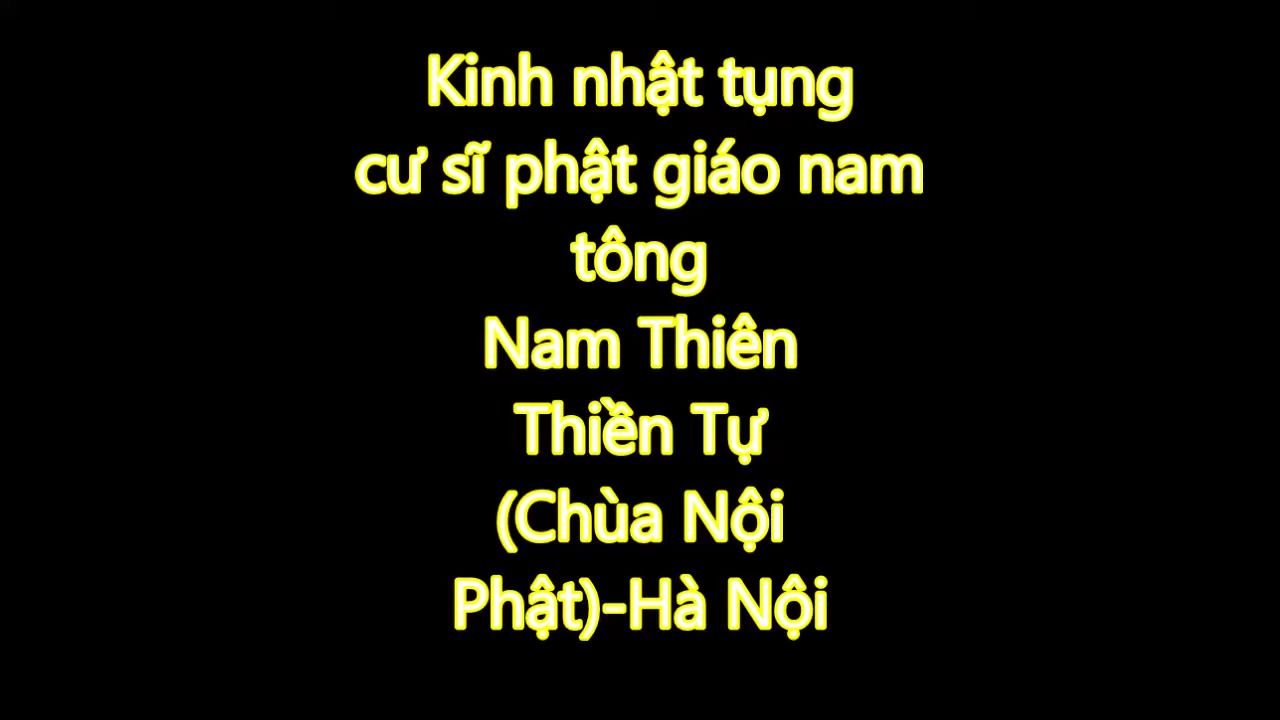 Kinh nhật tụng
cư sĩ phật giáo nam
tông
Nam Thiên
Thiền Tự
(Chùa Nội
Phật)-Hà Nội